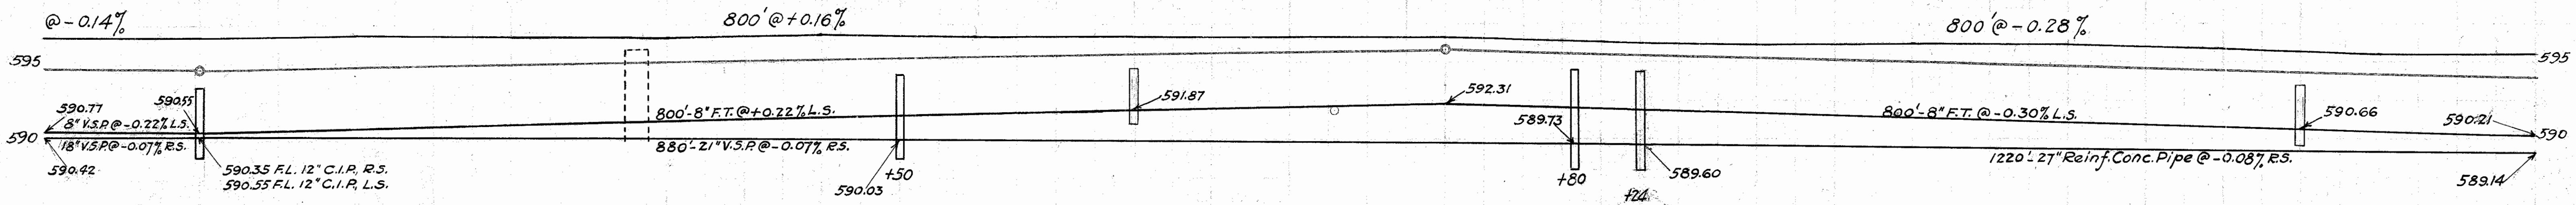 @-0.14%
800'@+0.16%
800'@-0.28%
595
595
590.77
590.55
8" V.S.P.@-0.22% L.S.
800'-8" F.T.@+0.22% L.S.
591.87
592.31
589.73
800'-8" F.T.@-0.30% L.S.
590.66
590.21
590
590
18" V.S.P.@-0.07% R.S.
880'-21" V.S.P.@-0.07% R.S.
1220'-27" Reinf. Conc. Pipe @-0.08% R.S.
590.42
590.35 F.L. 12" C.I.P., R.S.
590.55 F.L. 12" C.I.P., L.S.
+50
590.03
+80
589.60
+24
589.14